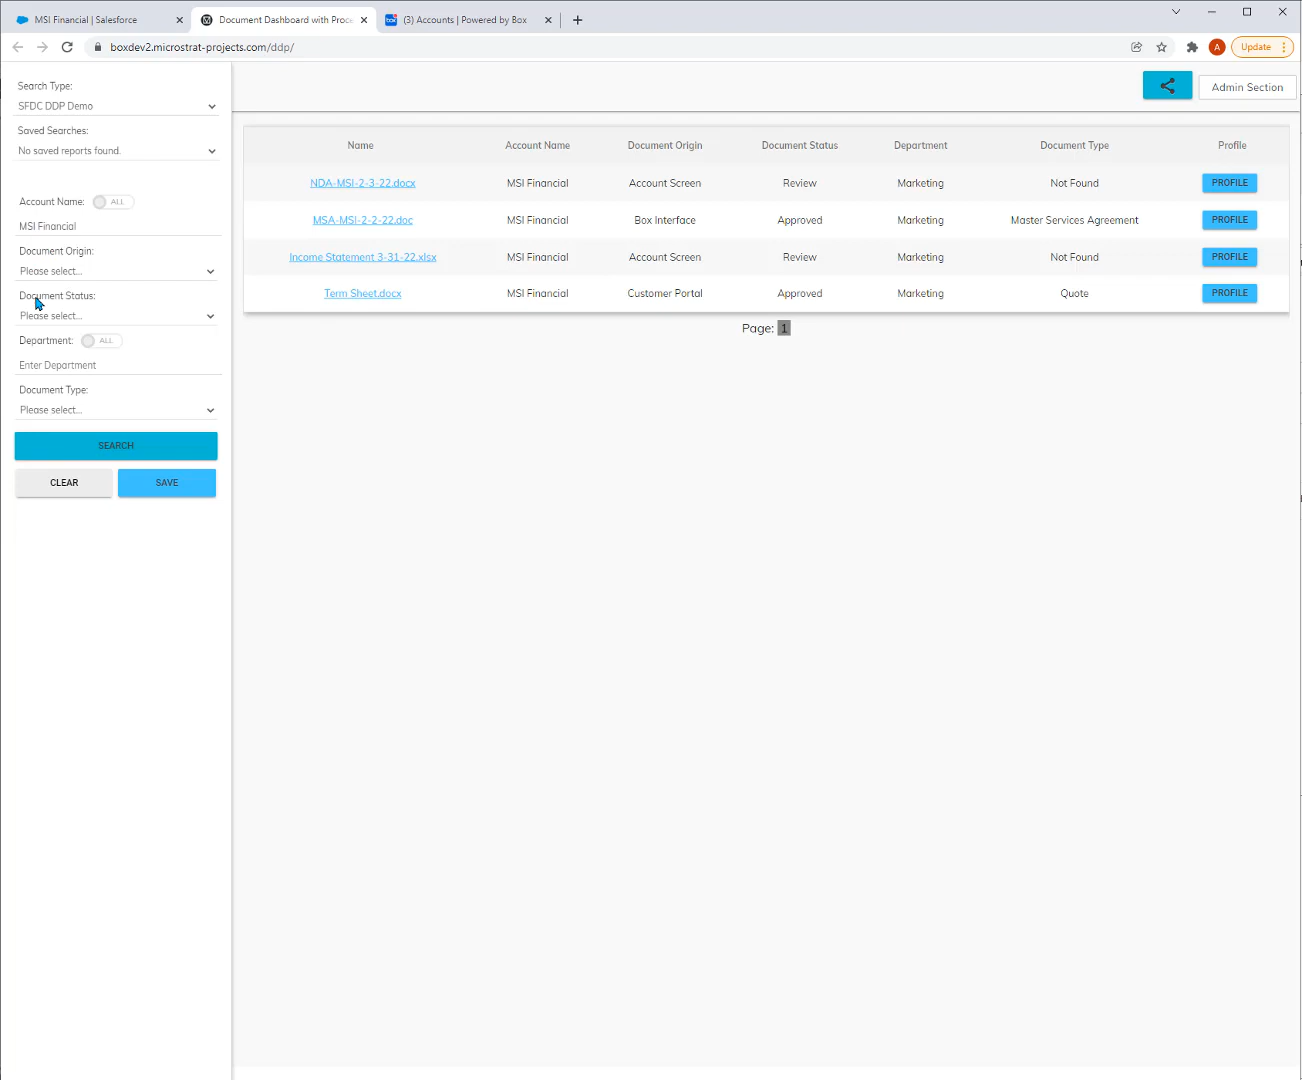 MSI Financial | Salesforce
Document Dashboard with Proce
box
(3) Accounts | Powered by Box
boxdev2.microstrat-projects.com/ddp/
A
Update
Search Type:
SFDC DDP Demo
Saved Searches:
No saved reports found.
Account Name: ALL
MSI Financial
Document Origin:
Please select...
Document Status:
Please select...
Department: ALL
Enter Department
Document Type:
Please select...
SEARCH
CLEAR SAVE
Admin Section
Name Account Name Document Origin Document Status Department Document Type Profile
NDA-MSI-2-3-22.docx MSI Financial Account Screen Review Marketing Not Found PROFILE
MSA-MSI-2-2-22.doc MSI Financial Box Interface Approved Marketing Master Services Agreement PROFILE
Income Statement 3-31-22.xlsx MSI Financial Account Screen Review Marketing Not Found PROFILE
Term Sheet.docx MSI Financial Customer Portal Approved Marketing Quote PROFILE
Page: 1